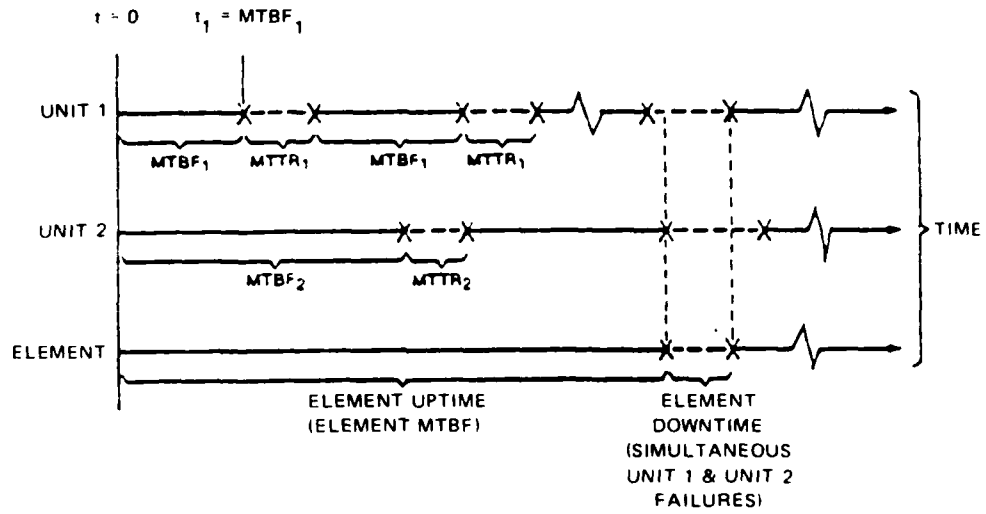 t = 0 t₁ = MTBF₁
UNIT 1
MTBF₁ MTTR₁ MTBF₁ MTTR₁
UNIT 2
TIME
MTBF₂ MTTR₂
ELEMENT
ELEMENT UPTIME
(ELEMENT MTBF)
ELEMENT
DOWNTIME
(SIMULTANEOUS
UNIT 1 & UNIT 2
FAILURES)